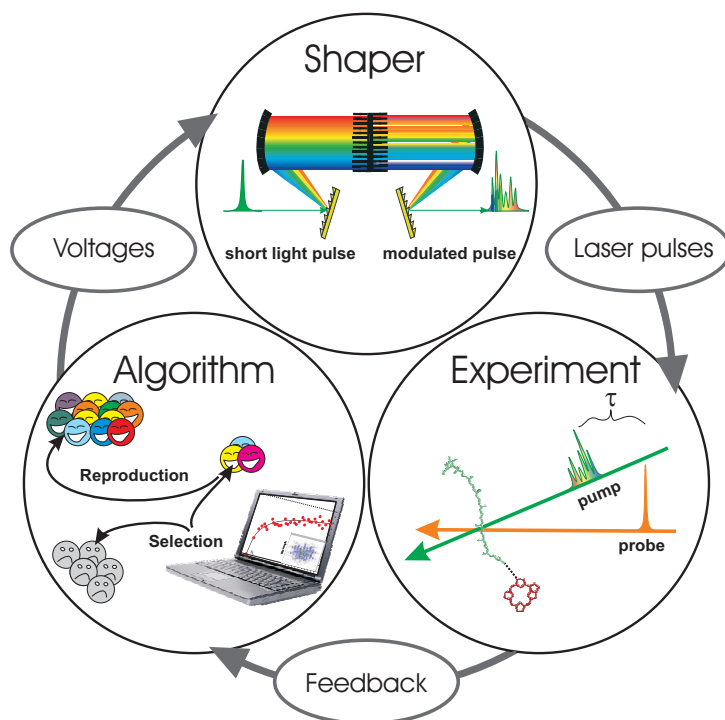 Shaper
short light pulse
modulated pulse
Voltages
Laser pulses
Algorithm
Reproduction
Selection
Experiment
τ
pump
probe
Feedback